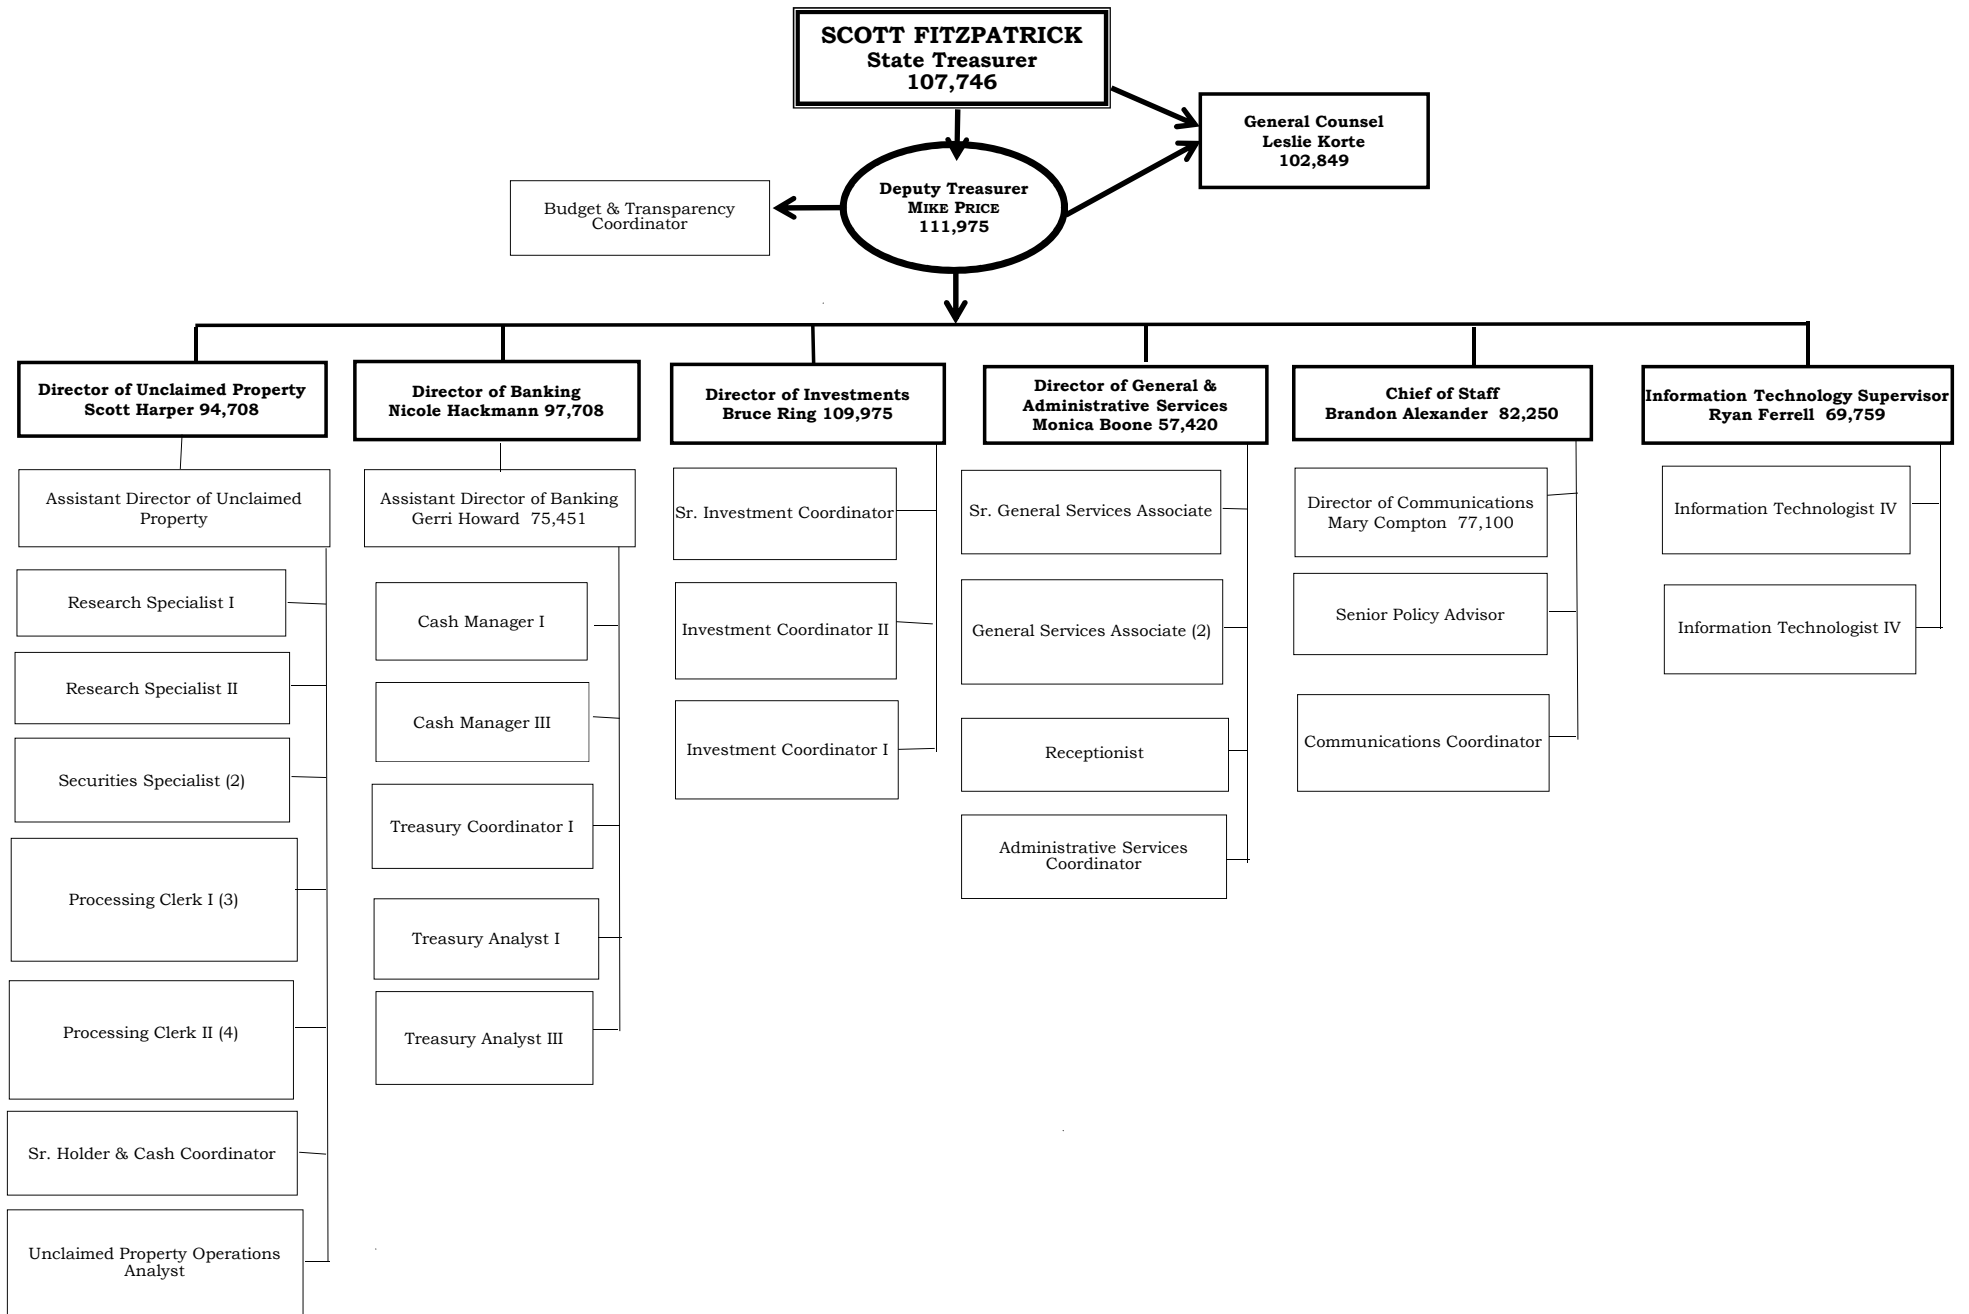 SCOTT FITZPATRICK
State Treasurer
107,746
General Counsel
Leslie Korte
102,849
Deputy Treasurer
MIKE PRICE
111,975
Budget & Transparency
Coordinator
Director of Unclaimed Property
Scott Harper 94,708
Director of Banking
Nicole Hackmann 97,708
Director of Investments
Bruce Ring 109,975
Director of General &
Administrative Services
Monica Boone 57,420
Chief of Staff
Brandon Alexander  82,250
Information Technology Supervisor
Ryan Ferrell  69,759
Assistant Director of Unclaimed
Property
Research Specialist I
Research Specialist II
Securities Specialist (2)
Processing Clerk I (3)
Processing Clerk II (4)
Sr. Holder & Cash Coordinator
Unclaimed Property Operations
Analyst
Assistant Director of Banking
Gerri Howard  75,451
Cash Manager I
Cash Manager III
Treasury Coordinator I
Treasury Analyst I
Treasury Analyst III
Sr. Investment Coordinator
Investment Coordinator II
Investment Coordinator I
Sr. General Services Associate
General Services Associate (2)
Receptionist
Administrative Services
Coordinator
Director of Communications
Mary Compton  77,100
Senior Policy Advisor
Communications Coordinator
Information Technologist IV
Information Technologist IV